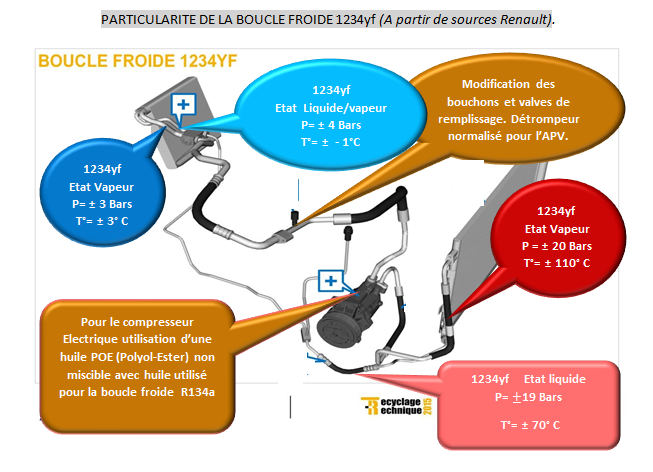 PARTICULARITE DE LA BOUCLE FROIDE 1234yf (A partir de sources Renault).
BOUCLE FROIDE 1234YF
1234yf
Etat Liquide/vapeur
P= ± 4 Bars
T°= ± - 1°C
Modification des
bouchons et valves de
remplissage. Détrompeur
normalisé pour l'APV.
1234yf
Etat Vapeur
P= ± 3 Bars
T°= ± 3° C
1234yf
Etat Vapeur
P = ± 20 Bars
T°= ± 110° C
Pour le compresseur
Electrique utilisation d'une
huile POE (Polyol-Ester) non
miscible avec huile utilisé
pour la boucle froide R134a
1234yf Etat liquide
P= ±19 Bars
T°= ± 70° C
Recyclage
Technique
2015